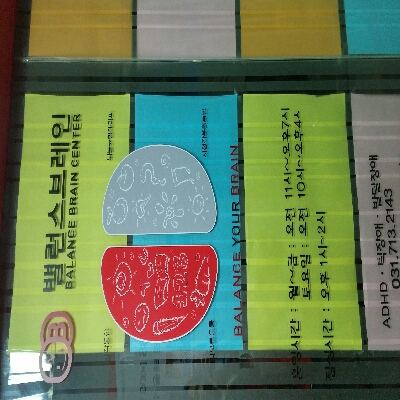 밸런스브레인
BALANCE BRAIN CENTER
BALANCE YOUR BRAIN
운영시간 : 월~금 : 오전 11시~오후7시
토요일 : 오전 10시~오후4시
점심시간 : 오후 1시~2시
ADHD · 틱장애 · 발달장애
031.713.2143